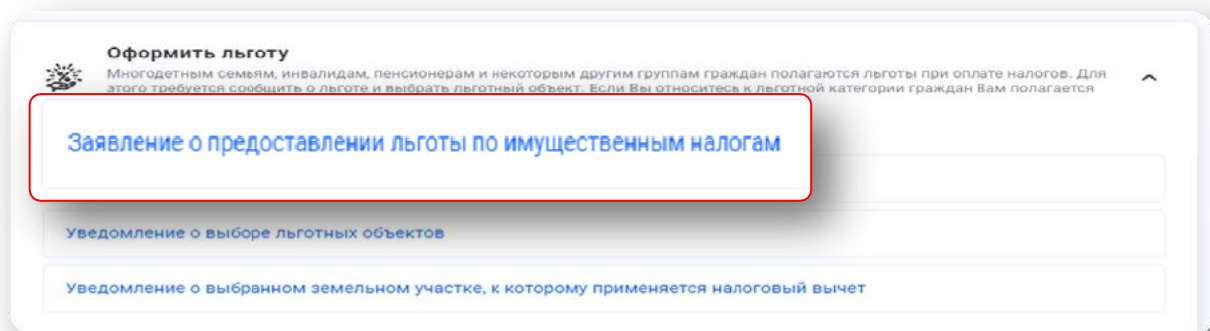 Оформить льготу
Многодетным семьям, инвалидам, пенсионерам и некоторым другим группам граждан полагаются льготы при оплате налогов. Для
этого требуется сообщить о льготе и выбрать льготный объект. Если Вы относитесь к льготной категории граждан Вам полагается
Заявление о предоставлении льготы по имущественным налогам
Уведомление о выборе льготных объектов
Уведомление о выбранном земельном участке, к которому применяется налоговый вычет